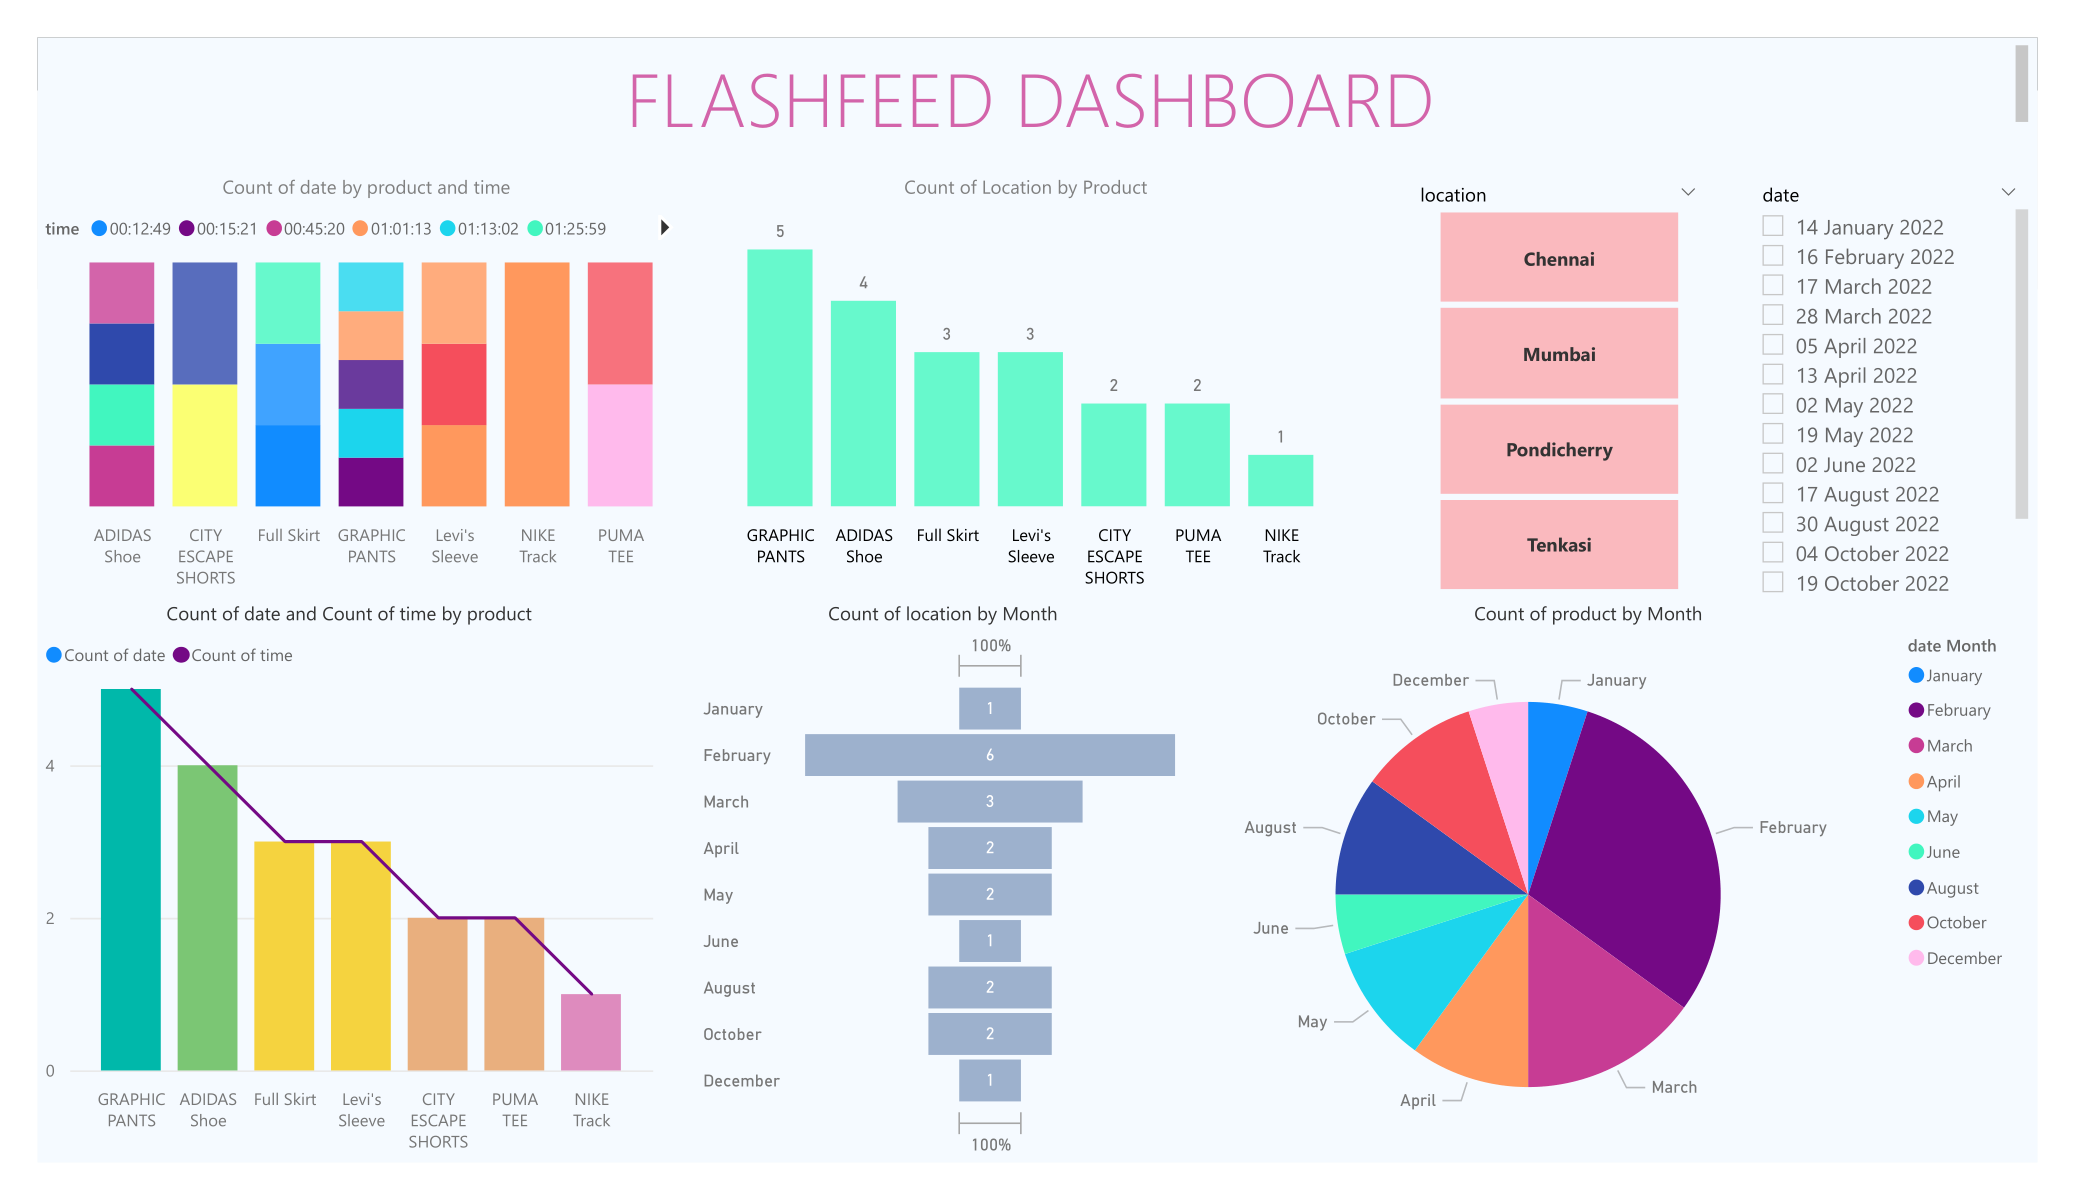 FLASHFEED DASHBOARD
Count of date by product and time
time 00:12:49 00:15:21 00:45:20 01:01:13 01:13:02 01:25:59
ADIDAS Shoe
CITY ESCAPE SHORTS
Full Skirt
GRAPHIC PANTS
Levi's Sleeve
NIKE Track
PUMA TEE
Count of Location by Product
5
4
3
3
2
2
1
GRAPHIC PANTS
ADIDAS Shoe
Full Skirt
Levi's Sleeve
CITY ESCAPE SHORTS
PUMA TEE
NIKE Track
location
Chennai
Mumbai
Pondicherry
Tenkasi
date
14 January 2022
16 February 2022
17 March 2022
28 March 2022
05 April 2022
13 April 2022
02 May 2022
19 May 2022
02 June 2022
17 August 2022
30 August 2022
04 October 2022
19 October 2022
Count of date and Count of time by product
Count of date Count of time
4
2
0
GRAPHIC PANTS
ADIDAS Shoe
Full Skirt
Levi's Sleeve
CITY ESCAPE SHORTS
PUMA TEE
NIKE Track
Count of location by Month
100%
January 1
February 6
March 3
April 2
May 2
June 1
August 2
October 2
December 1
100%
Count of product by Month
December
January
October
August
February
June
May
April
March
date Month
January
February
March
April
May
June
August
October
December